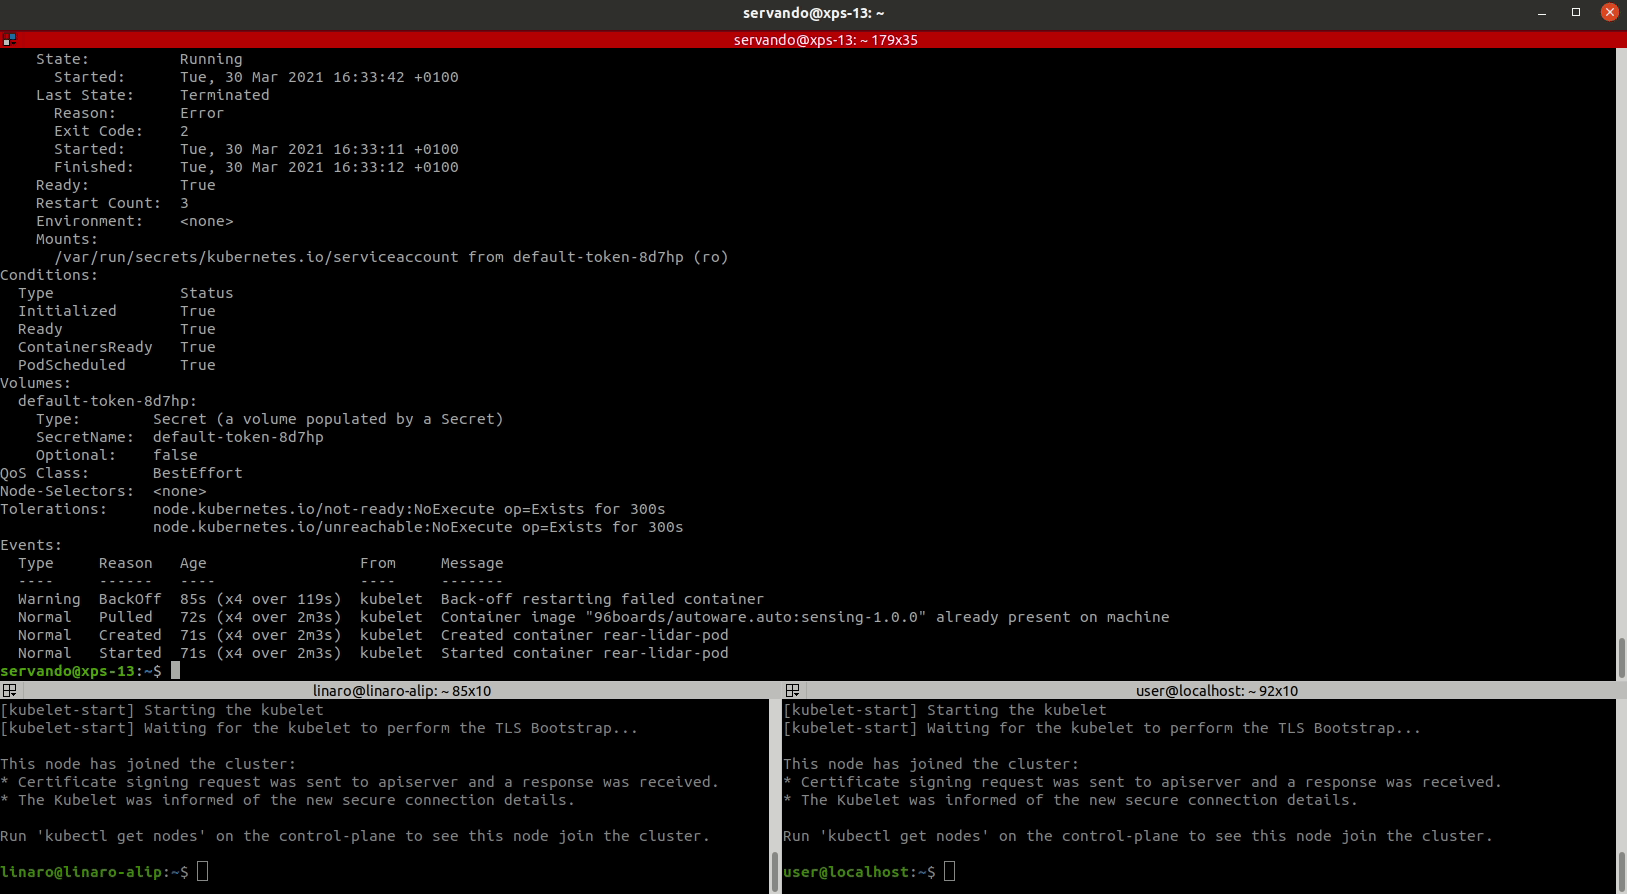 servando@xps-13: ~
servando@xps-13: ~ 179x35
    State:          Running
      Started:      Tue, 30 Mar 2021 16:33:42 +0100
    Last State:     Terminated
      Reason:       Error
      Exit Code:    2
      Started:      Tue, 30 Mar 2021 16:33:11 +0100
      Finished:     Tue, 30 Mar 2021 16:33:12 +0100
    Ready:          True
    Restart Count:  3
    Environment:    <none>
    Mounts:
      /var/run/secrets/kubernetes.io/serviceaccount from default-token-8d7hp (ro)
Conditions:
  Type              Status
  Initialized       True
  Ready             True
  ContainersReady   True
  PodScheduled      True
Volumes:
  default-token-8d7hp:
    Type:        Secret (a volume populated by a Secret)
    SecretName:  default-token-8d7hp
    Optional:    false
QoS Class:       BestEffort
Node-Selectors:  <none>
Tolerations:     node.kubernetes.io/not-ready:NoExecute op=Exists for 300s
                 node.kubernetes.io/unreachable:NoExecute op=Exists for 300s
Events:
  Type     Reason   Age                 From     Message
  ----     ------   ----                ----     -------
  Warning  BackOff  85s (x4 over 119s)  kubelet  Back-off restarting failed container
  Normal   Pulled   72s (x4 over 2m3s)  kubelet  Container image "96boards/autoware.auto:sensing-1.0.0" already present on machine
  Normal   Created  71s (x4 over 2m3s)  kubelet  Created container rear-lidar-pod
  Normal   Started  71s (x4 over 2m3s)  kubelet  Started container rear-lidar-pod
servando@xps-13:~$
linaro@linaro-alip: ~ 85x10
[kubelet-start] Starting the kubelet
[kubelet-start] Waiting for the kubelet to perform the TLS Bootstrap...
This node has joined the cluster:
* Certificate signing request was sent to apiserver and a response was received.
* The Kubelet was informed of the new secure connection details.
Run 'kubectl get nodes' on the control-plane to see this node join the cluster.
linaro@linaro-alip:~$
user@localhost: ~ 92x10
[kubelet-start] Starting the kubelet
[kubelet-start] Waiting for the kubelet to perform the TLS Bootstrap...
This node has joined the cluster:
* Certificate signing request was sent to apiserver and a response was received.
* The Kubelet was informed of the new secure connection details.
Run 'kubectl get nodes' on the control-plane to see this node join the cluster.
user@localhost:~$